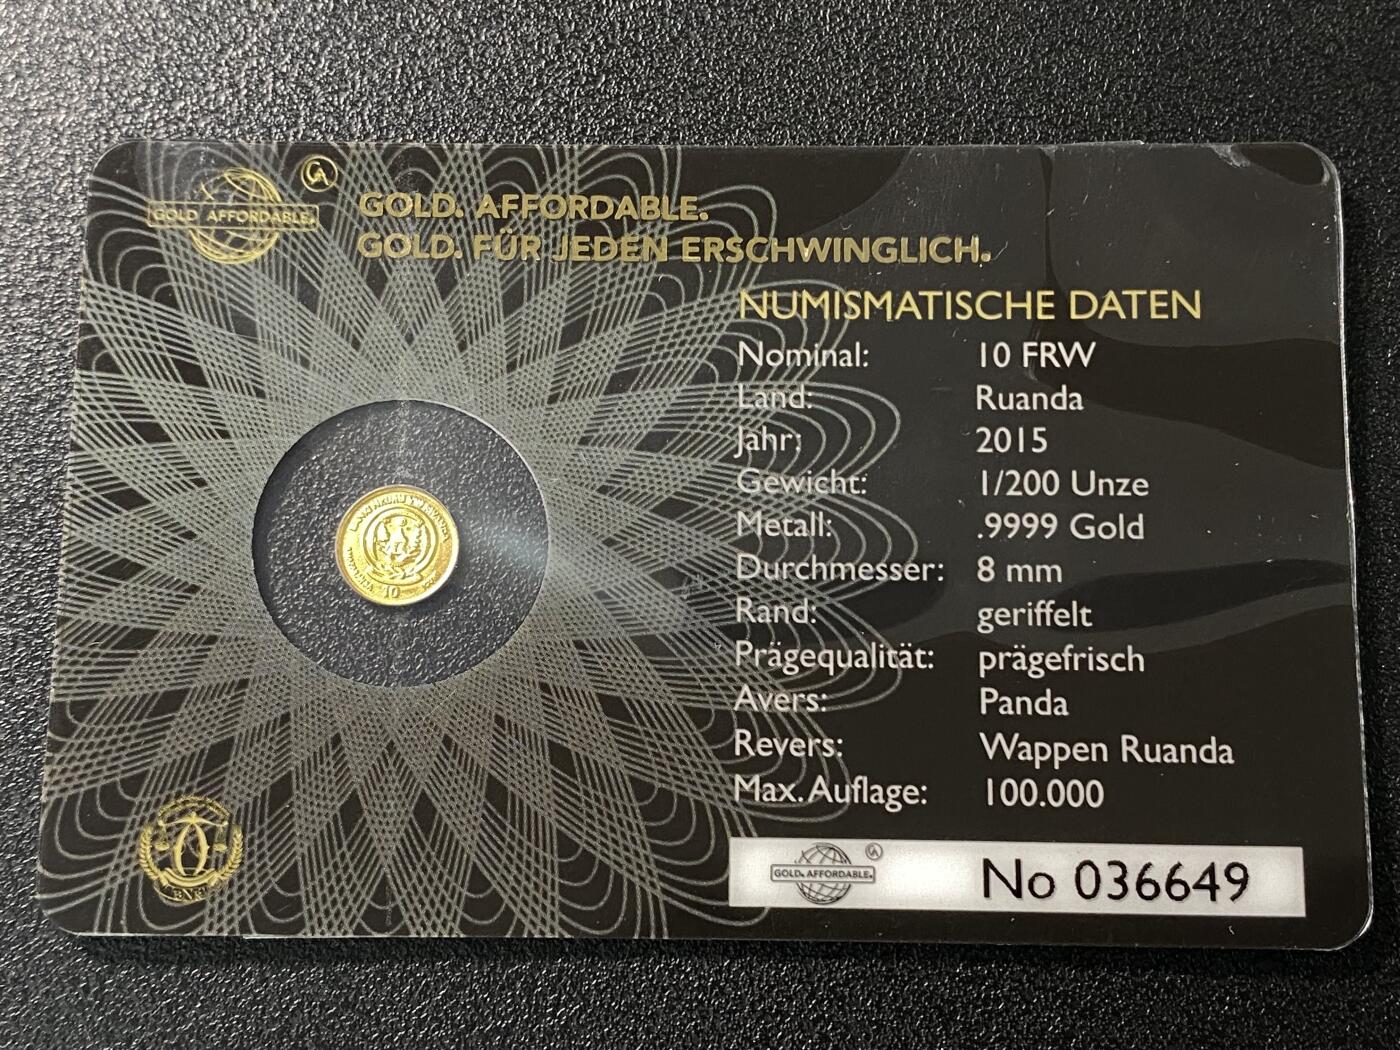 GOLD. AFFORDABLE.
GOLD. AFFORDABLE.
GOLD. FÜR JEDEN ERSCHWINGLICH.
NUMISMATISCHE DATEN
Nominal: 10 FRW
Land: Ruanda
Jahr: 2015
Gewicht: 1/200 Unze
Metall: .9999 Gold
Durchmesser: 8 mm
Rand: geriffelt
Prägequalität: prägefrisch
Avers: Panda
Revers: Wappen Ruanda
Max. Auflage: 100.000
10
GOLD. AFFORDABLE.
No 036649